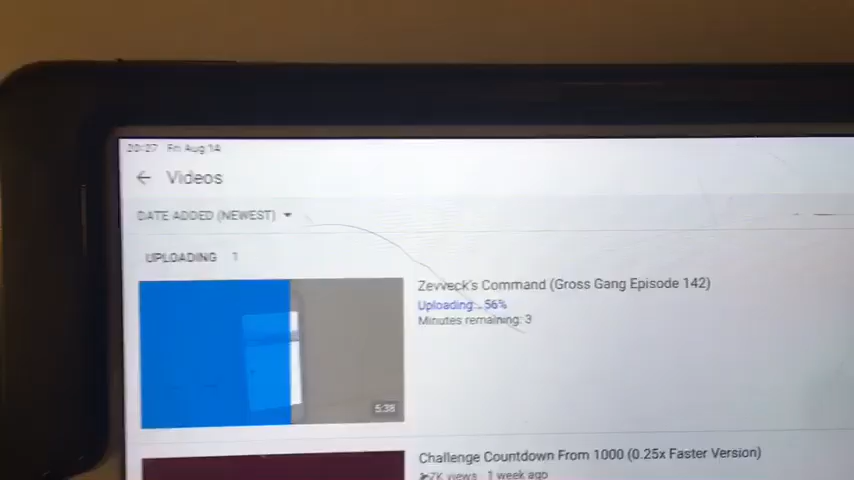 20:27 Fri Aug 14
← Videos
DATE ADDED (NEWEST)
UPLOADING 1
Zevveck's Command (Gross Gang Episode 142)
Uploading... 56%
Minutes remaining: 3
5:38
Challenge Countdown From 1000 (0.25x Faster Version)
views 1 week ago